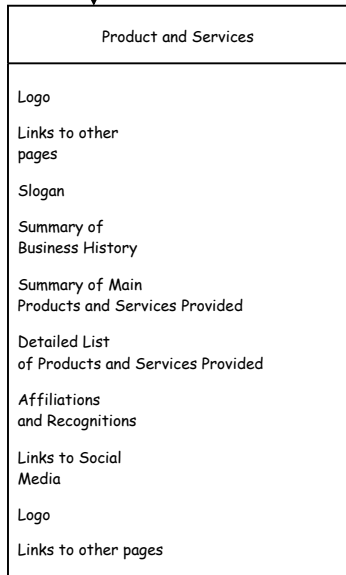 Product and Services
Logo
Links to other
pages
Slogan
Summary of
Business History
Summary of Main
Products and Services Provided
Detailed List
of Products and Services Provided
Affiliations
and Recognitions
Links to Social
Media
Logo
Links to other pages